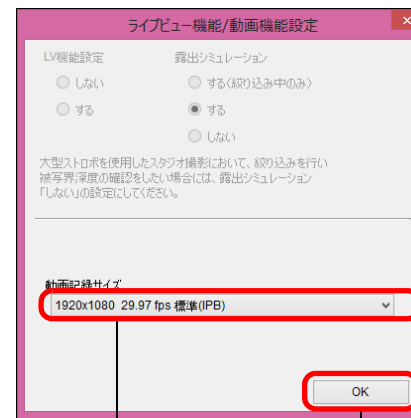 ライブビュー機能/動画機能設定
LV機能設定
露出シミュレーション
しない
する(絞り込み中のみ)
する
する
しない
大型ストロボを使用したスタジオ撮影において、絞り込みを行い
被写界深度の確認をしたい場合には、露出シミュレーション
「しない」の設定にしてください。
動画記録サイズ
1920x1080 29.97 fps 標準(IPB)
OK